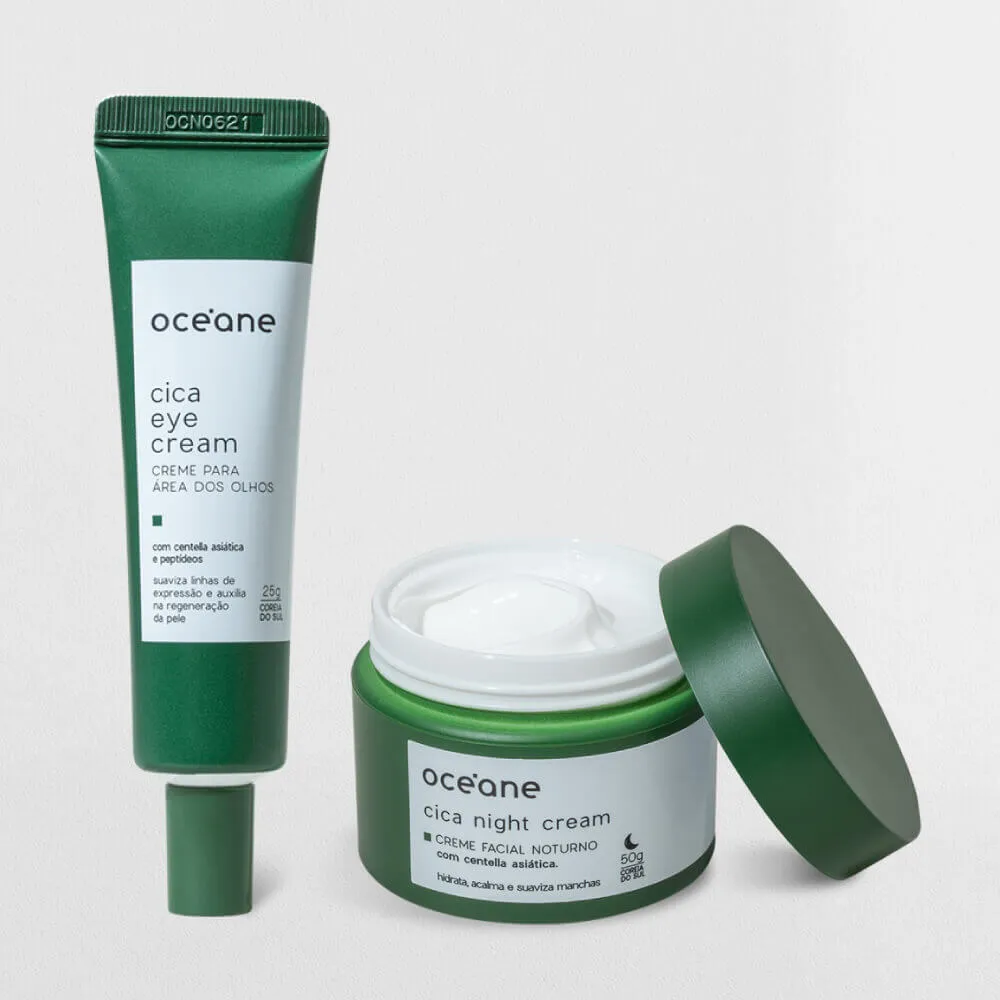 OCN0621
océane
cica
eye
cream
CREME PARA
ÁREA DOS OLHOS
com centella asiática
e peptídeos
suaviza linhas de
expressão e auxilia
na regeneração
da pele
25g
COREIA
DO SUL
océane
cica night cream
CREME FACIAL NOTURNO
com centella asiática.
hidrata, acalma e suaviza manchas
50g
COREIA
DO SUL